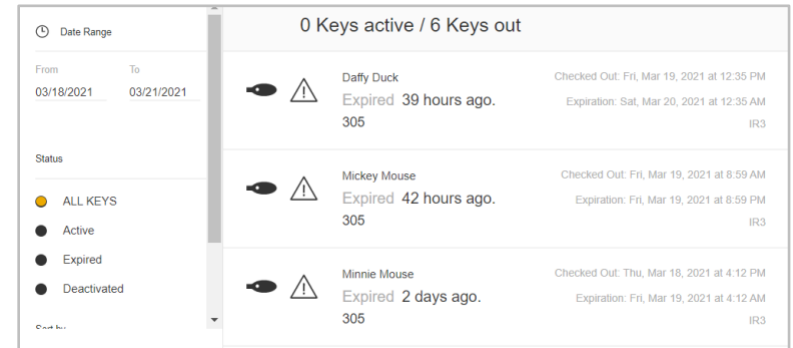 Date Range
From To
03/18/2021 03/21/2021
Status
ALL KEYS
Active
Expired
Deactivated
Sort by
0 Keys active / 6 Keys out
Daffy Duck
Expired 39 hours ago.
305
Checked Out: Fri, Mar 19, 2021 at 12:35 PM
Expiration: Sat, Mar 20, 2021 at 12:35 AM
IR3
Mickey Mouse
Expired 42 hours ago.
305
Checked Out: Fri, Mar 19, 2021 at 8:59 AM
Expiration: Fri, Mar 19, 2021 at 8:59 PM
IR3
Minnie Mouse
Expired 2 days ago.
305
Checked Out: Thu, Mar 18, 2021 at 4:12 PM
Expiration: Fri, Mar 19, 2021 at 4:12 AM
IR3